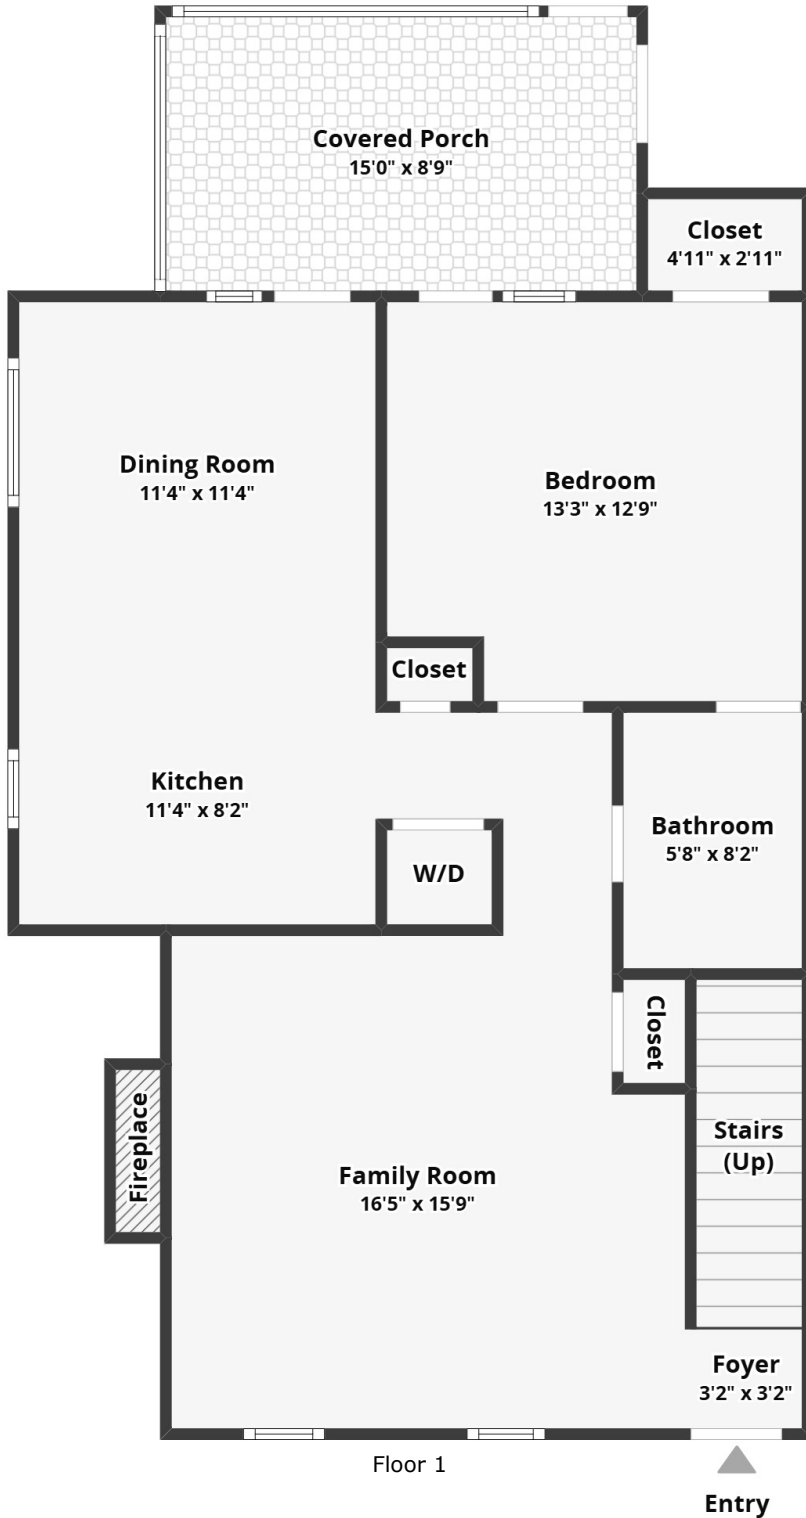 Covered Porch
15'0" x 8'9"
Closet
4'11" x 2'11"
Dining Room
11'4" x 11'4"
Bedroom
13'3" x 12'9"
Closet
Kitchen
11'4" x 8'2"
Bathroom
5'8" x 8'2"
W/D
Closet
Fireplace
Stairs
(Up)
Family Room
16'5" x 15'9"
Foyer
3'2" x 3'2"
Floor 1
Entry